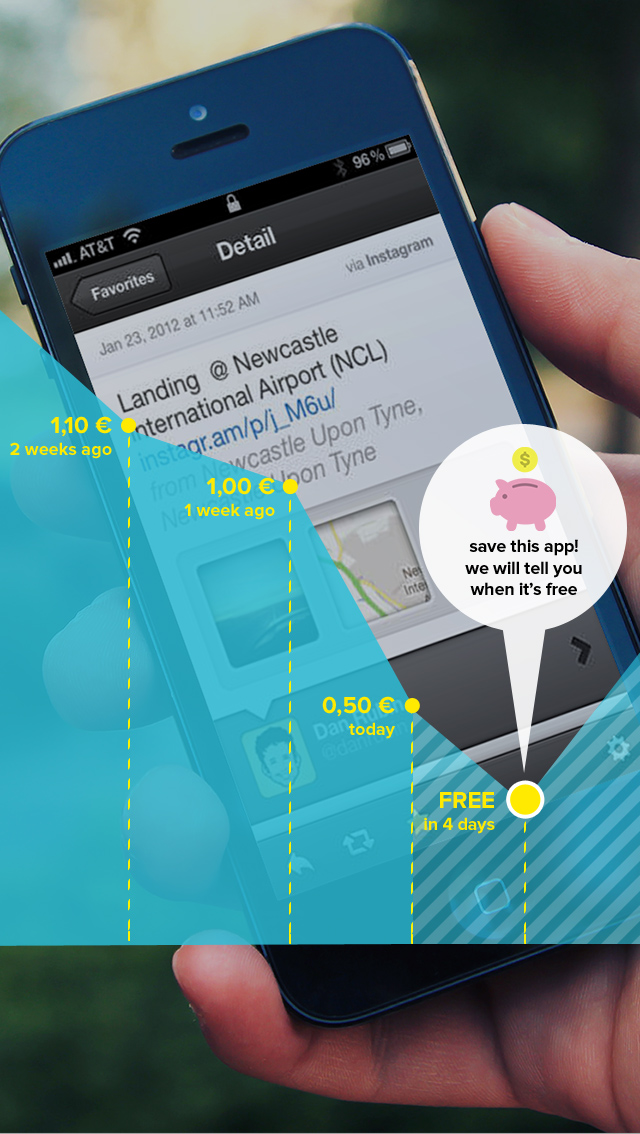 AT&T
96%
Favorites
Detail
Jan 23, 2012 at 11:52 AM
via Instagram
Landing @ Newcastle
International Airport (NCL)
instagr.am/p/j_M6u/
from Newcastle Upon Tyne,
Newcastle Upon Tyne
1,10 €
2 weeks ago
1,00 €
1 week ago
$
save this app!
we will tell you
when it's free
0,50 €
today
Dan Rubin
FREE
in 4 days